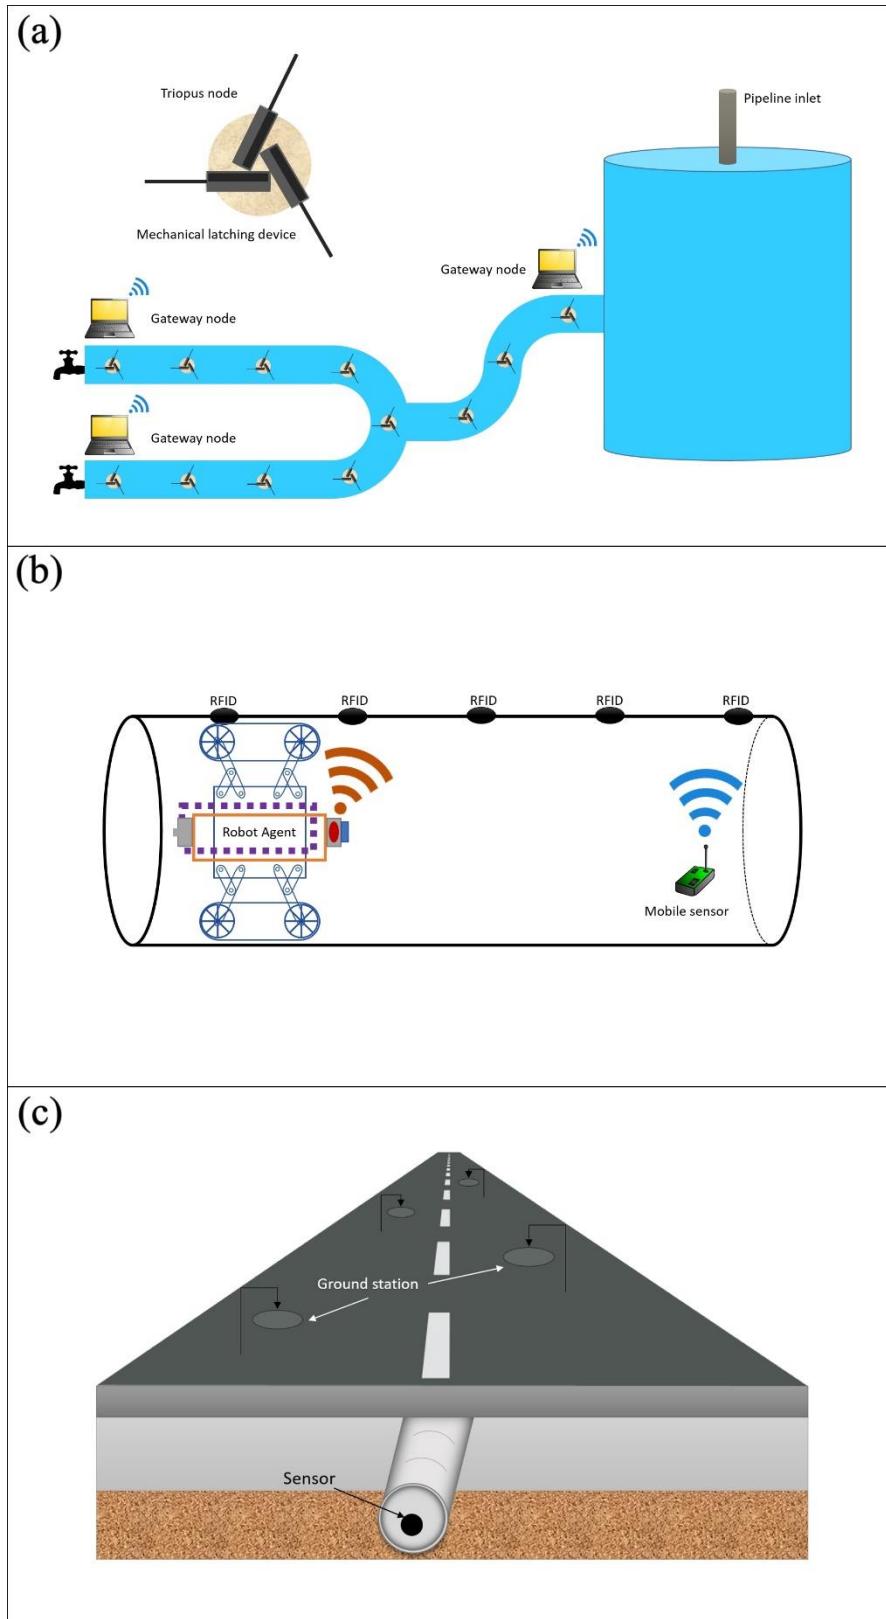 (a)
Triopus node
Pipeline inlet
Mechanical latching device
Gateway node
Gateway node
Gateway node
(b)
RFID
RFID
RFID
RFID
RFID
Robot Agent
Mobile sensor
(c)
Ground station
Sensor